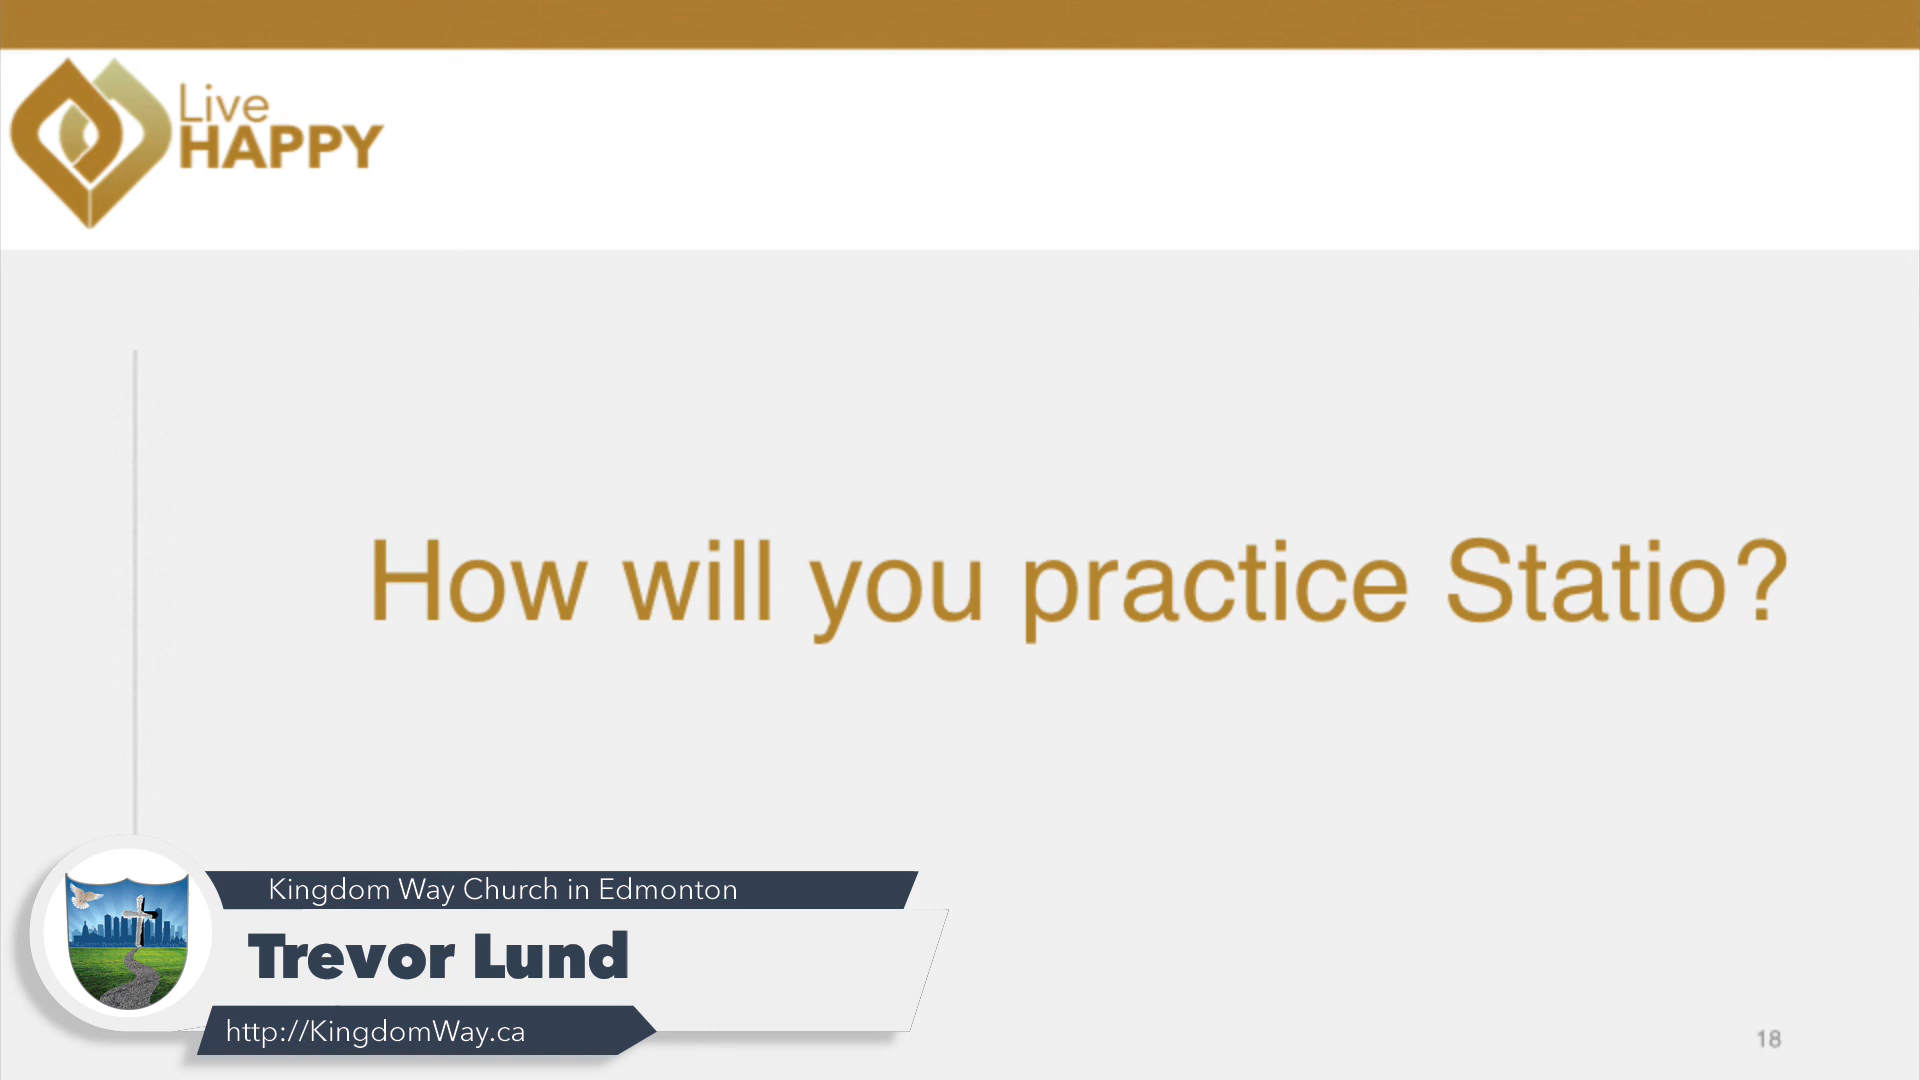 Live
HAPPY
How will you practice Statio?
Kingdom Way Church in Edmonton
Trevor Lund
http://KingdomWay.ca
18